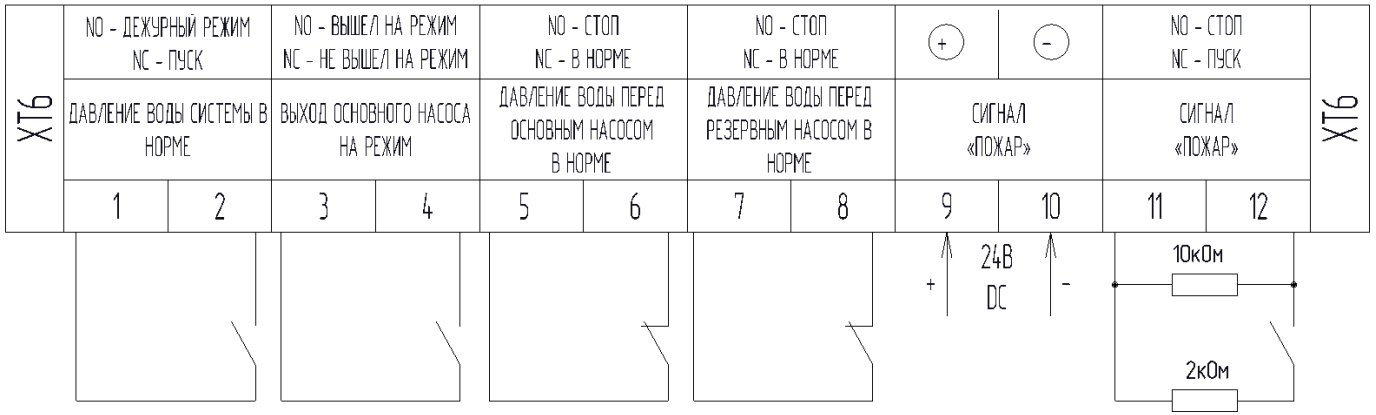 ХТ6
NO - ДЕЖУРНЫЙ РЕЖИМ
NC - ПУСК
ДАВЛЕНИЕ ВОДЫ СИСТЕМЫ В
НОРМЕ
1
2
NO - ВЫШЕЛ НА РЕЖИМ
NC - НЕ ВЫШЕЛ НА РЕЖИМ
ВЫХОД ОСНОВНОГО НАСОСА
НА РЕЖИМ
3
4
NO - СТОП
NC - В НОРМЕ
ДАВЛЕНИЕ ВОДЫ ПЕРЕД
ОСНОВНЫМ НАСОСОМ
В НОРМЕ
5
6
NO - СТОП
NC - В НОРМЕ
ДАВЛЕНИЕ ВОДЫ ПЕРЕД
РЕЗЕРВНЫМ НАСОСОМ В
НОРМЕ
7
8
+
-
СИГНАЛ
«ПОЖАР»
9
10
+
24В
DC
-
NO - СТОП
NC - ПУСК
СИГНАЛ
«ПОЖАР»
11
12
10кОм
2кОм
ХТ6